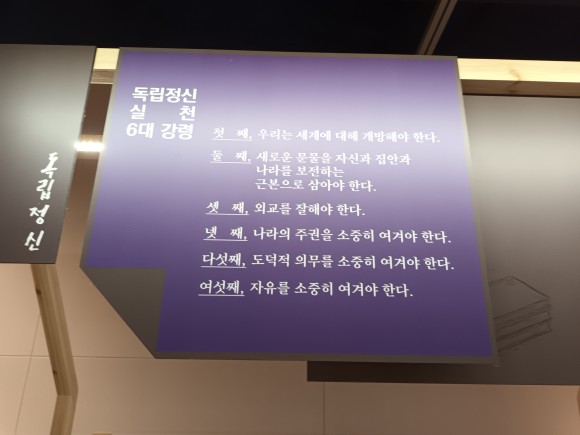 독립정신
독립정신
실 천
6대 강령
첫 째, 우리는 세계에 대해 개방해야 한다.
둘 째, 새로운 문물을 자신과 집안과
나라를 보전하는
근본으로 삼아야 한다.
셋 째, 외교를 잘해야 한다.
넷 째, 나라의 주권을 소중히 여겨야 한다.
다섯째, 도덕적 의무를 소중히 여겨야 한다.
여섯째, 자유를 소중히 여겨야 한다.